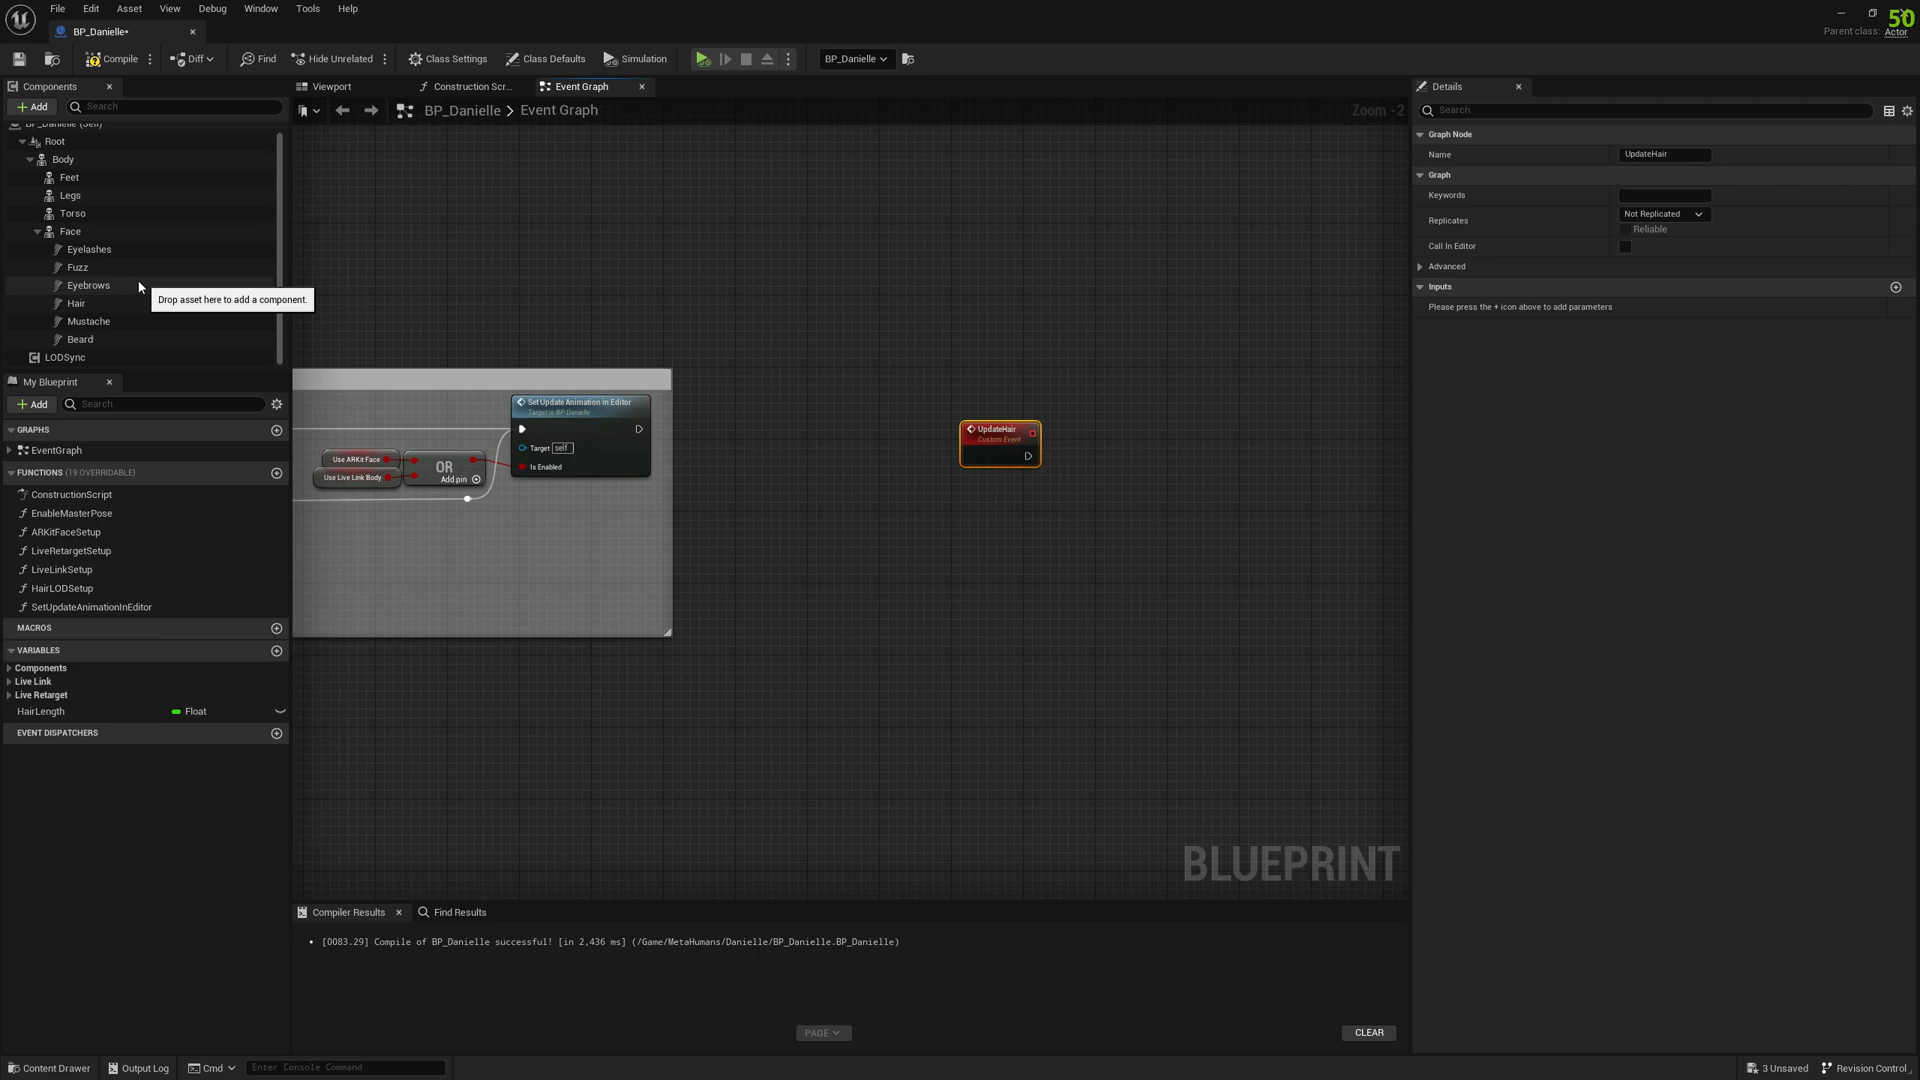 File Edit Asset View Window Debug Tools Help
50
BP_Danielle*
Parent class: Actor
Compile Diff Find Hide Unrelated Class Settings Class Defaults Simulation BP_Danielle
Components
Add Search
BP_Danielle (Self)
Root
Body
Feet
Legs
Torso
Face
Eyelashes
Fuzz
Eyebrows
Drop asset here to add a component.
Hair
Mustache
Beard
LODSync
My Blueprint
Add Search
GRAPHS
EventGraph
FUNCTIONS (19 OVERRIDABLE)
ConstructionScript
EnableMasterPose
ARKitFaceSetup
LiveRetargetSetup
LiveLinkSetup
HairLODSetup
SetUpdateAnimationInEditor
MACROS
VARIABLES
Components
Live Link
Live Retarget
HairLength Float
EVENT DISPATCHERS
Viewport Construction Scr... Event Graph
BP_Danielle > Event Graph
Zoom -2
Set Update Animation in Editor
Target is BP Danielle
Target self
Is Enabled
Use ARKit Face
Use Live Link Body
OR
Add pin
UpdateHair
Custom Event
BLUEPRINT
Compiler Results Find Results
• [0083.29] Compile of BP_Danielle successful! [in 2,436 ms] (/Game/MetaHumans/Danielle/BP_Danielle.BP_Danielle)
PAGE
CLEAR
Details
Search
Graph Node
Name UpdateHair
Graph
Keywords
Replicates Not Replicated
Reliable
Call In Editor
Advanced
Inputs
Please press the + icon above to add parameters
Content Drawer Output Log Cmd Enter Console Command
3 Unsaved Revision Control